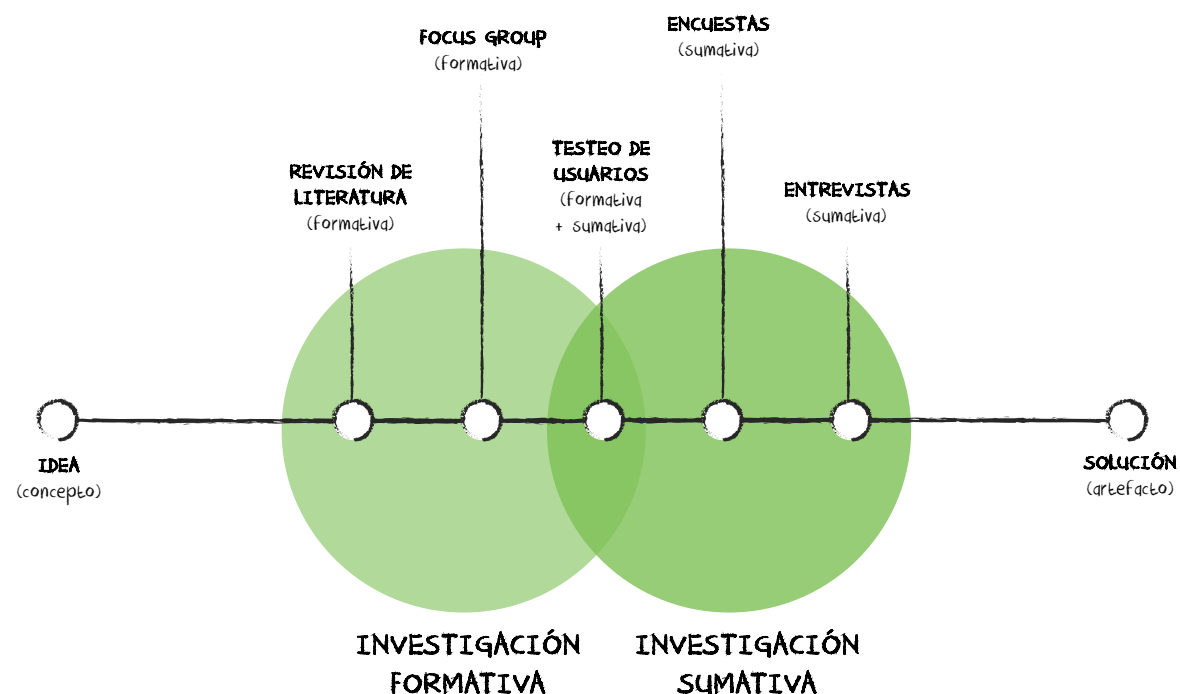 ENCUESTAS
(sumativa)
FOCUS GROUP
(formativa)
TESTEO DE
USUARIOS
(formativa
+ sumativa)
REVISIÓN DE
LITERATURA
(formativa)
ENTREVISTAS
(sumativa)
IDEA
(concepto)
SOLUCIÓN
(artefacto)
INVESTIGACIÓN
FORMATIVA
INVESTIGACIÓN
SUMATIVA